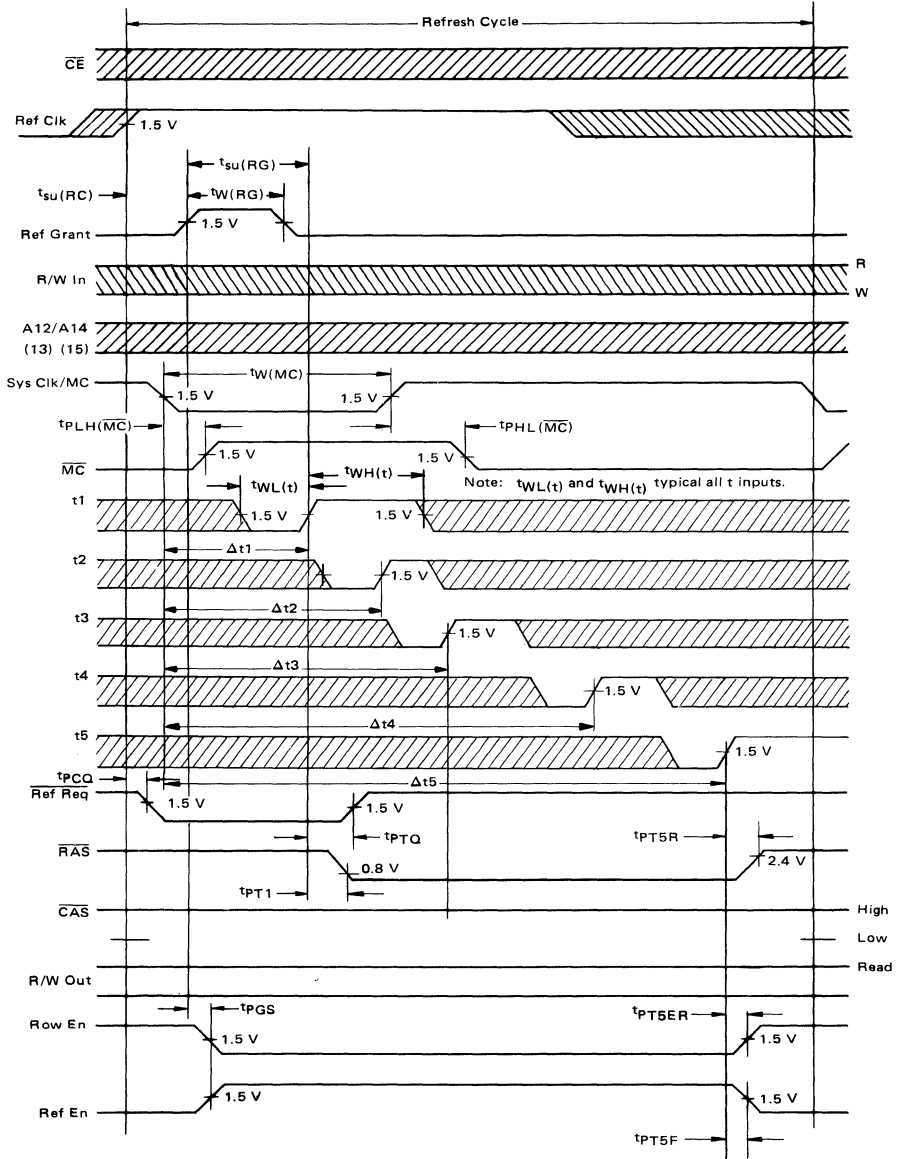 Refresh Cycle
CE
Ref Clk
1.5 V
tsu(RG)
tsu(RC)
tW(RG)
1.5 V
Ref Grant
R/W In
R
W
A12/A14
(13) (15)
Sys Clk/MC
tW(MC)
1.5 V
1.5 V
tPLH(MC)
tPHL(MC)
1.5 V
1.5 V
MC
tWL(t)
tWH(t)
Note: tWL(t) and tWH(t) typical all t inputs.
t1
1.5 V
1.5 V
Δt1
t2
1.5 V
Δt2
t3
1.5 V
Δt3
t4
1.5 V
Δt4
t5
1.5 V
Δt5
tPCQ
Ref Req
1.5 V
1.5 V
tPTQ
tPT5R
RAS
0.8 V
2.4 V
tPT1
CAS
High
Low
Read
R/W Out
tPGS
tPT5ER
Row En
1.5 V
1.5 V
1.5 V
1.5 V
Ref En
tPT5F